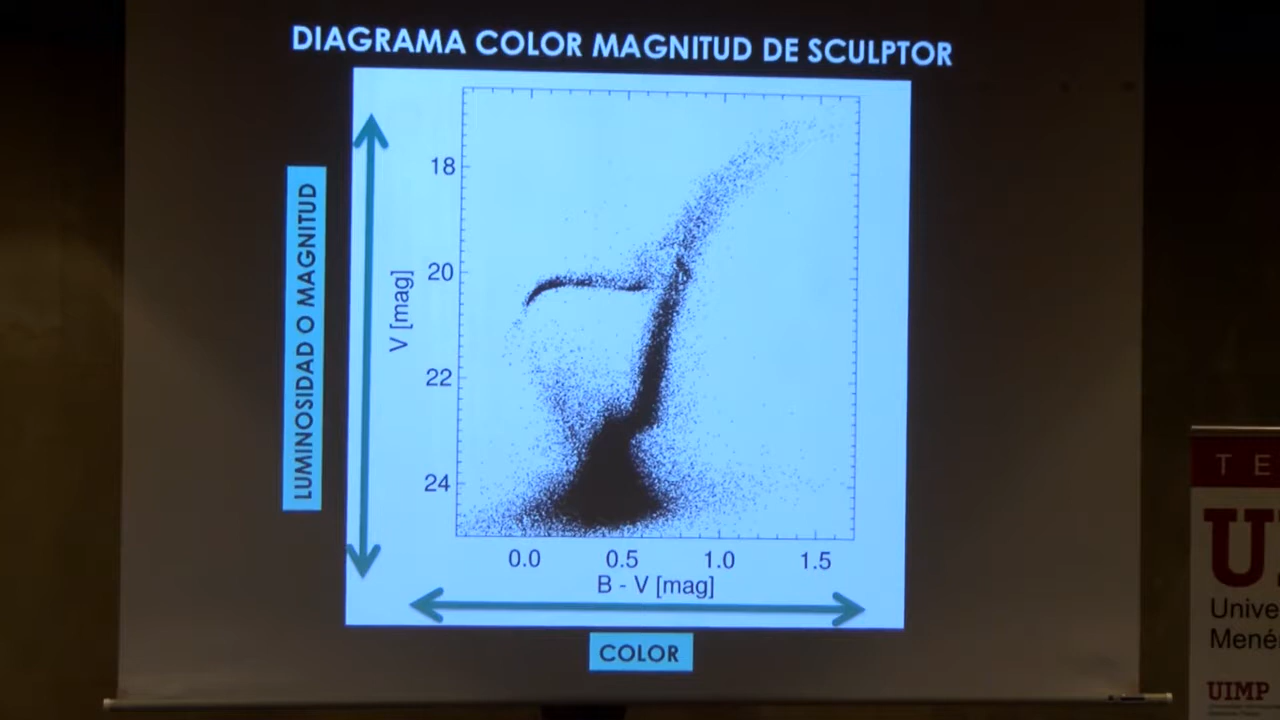 DIAGRAMA COLOR MAGNITUD DE SCULPTOR
LUMINOSIDAD O MAGNITUD
V [mag]
18
20
22
24
0.0 0.5 1.0 1.5
B - V [mag]
COLOR
T E
U
Unive
Mené
UIMP